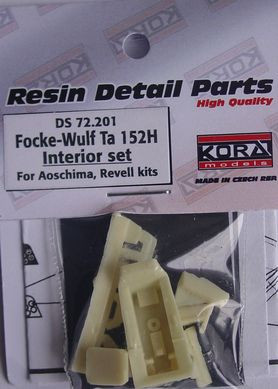 Resin Detail Parts
High Quality
DS 72.201
Focke-Wulf Ta 152H
Interior set
For Aoschima, Revell kits
KORA
models
MADE IN CZECH REP